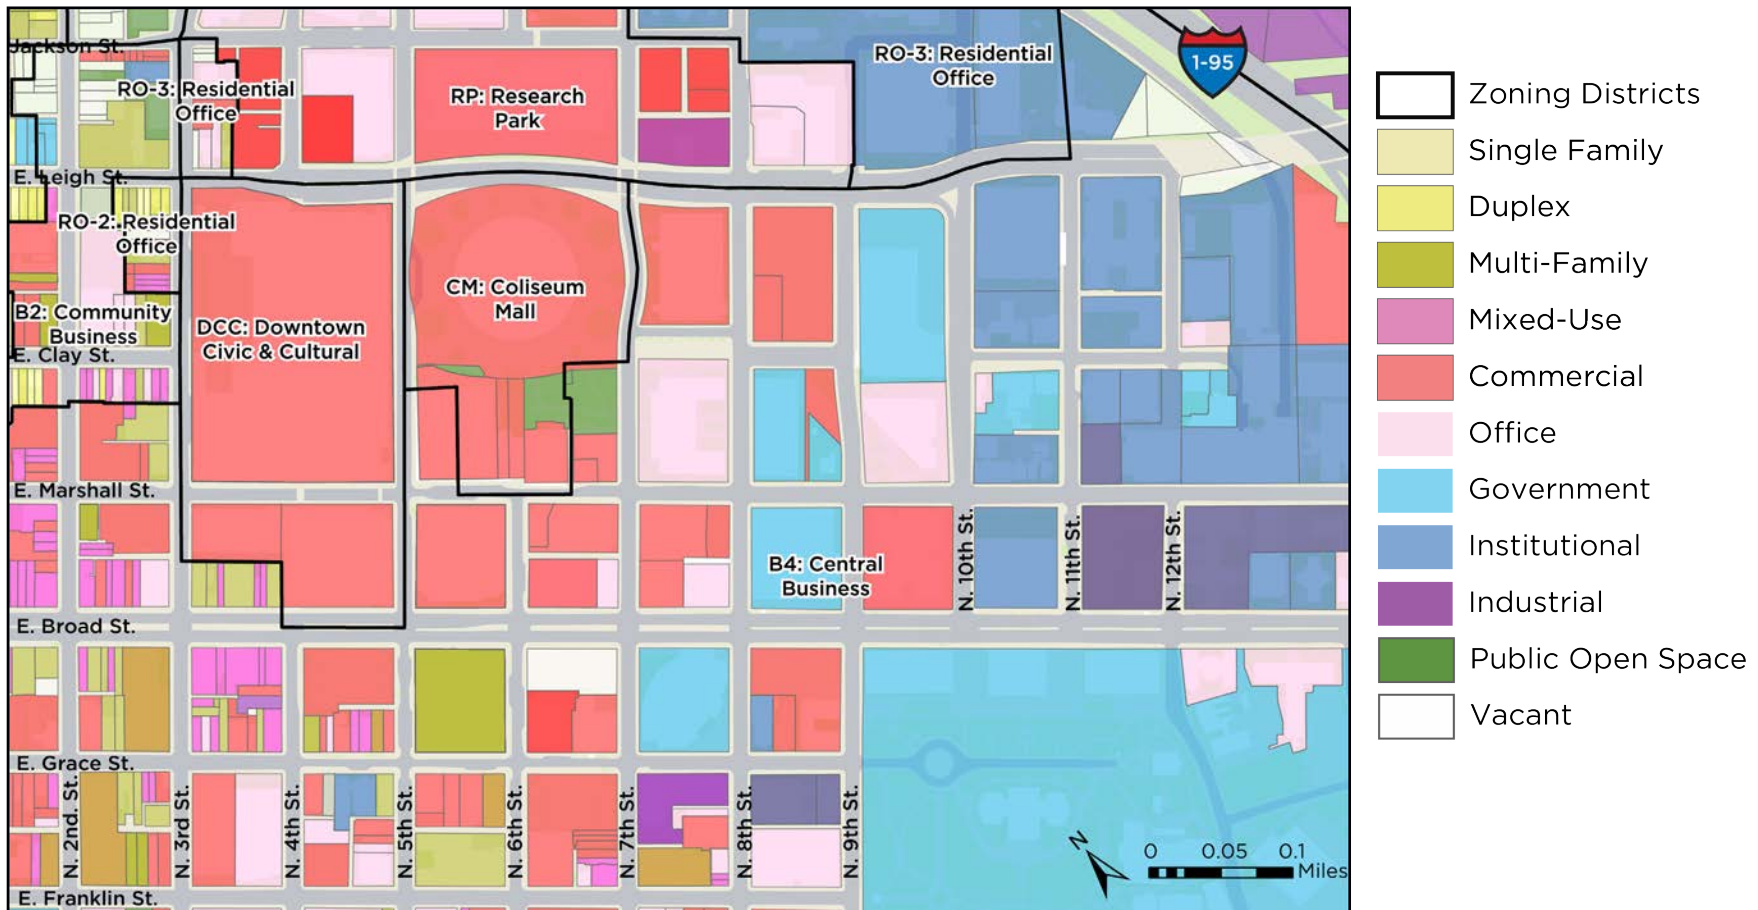 Jackson St.
RO-3: Residential
Office
RP: Research
Park
RO-3: Residential
Office
1-95
E. Leigh St.
RO-2: Residential
Office
B2: Community
Business
DCC: Downtown
Civic & Cultural
CM: Coliseum
Mall
E. Clay St.
E. Marshall St.
B4: Central
Business
N. 10th St.
N. 11th St.
N. 12th St.
E. Broad St.
E. Grace St.
N. 2nd. St.
N. 3rd St.
N. 4th St.
N. 5th St.
N. 6th St.
N. 7th St.
N. 8th St.
N. 9th St.
E. Franklin St.
N
0 0.05 0.1
Miles
Zoning Districts
Single Family
Duplex
Multi-Family
Mixed-Use
Commercial
Office
Government
Institutional
Industrial
Public Open Space
Vacant